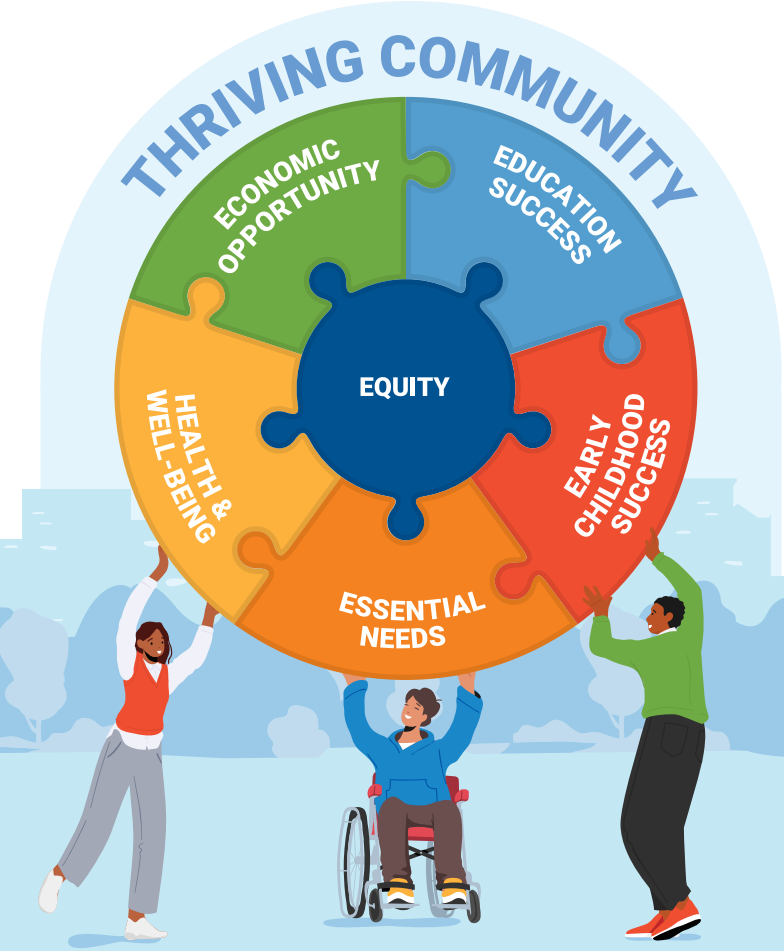 THRIVING COMMUNITY
ECONOMIC
OPPORTUNITY
EDUCATION
SUCCESS
EQUITY
HEALTH &
WELL-BEING
EARLY
CHILDHOOD
SUCCESS
ESSENTIAL
NEEDS